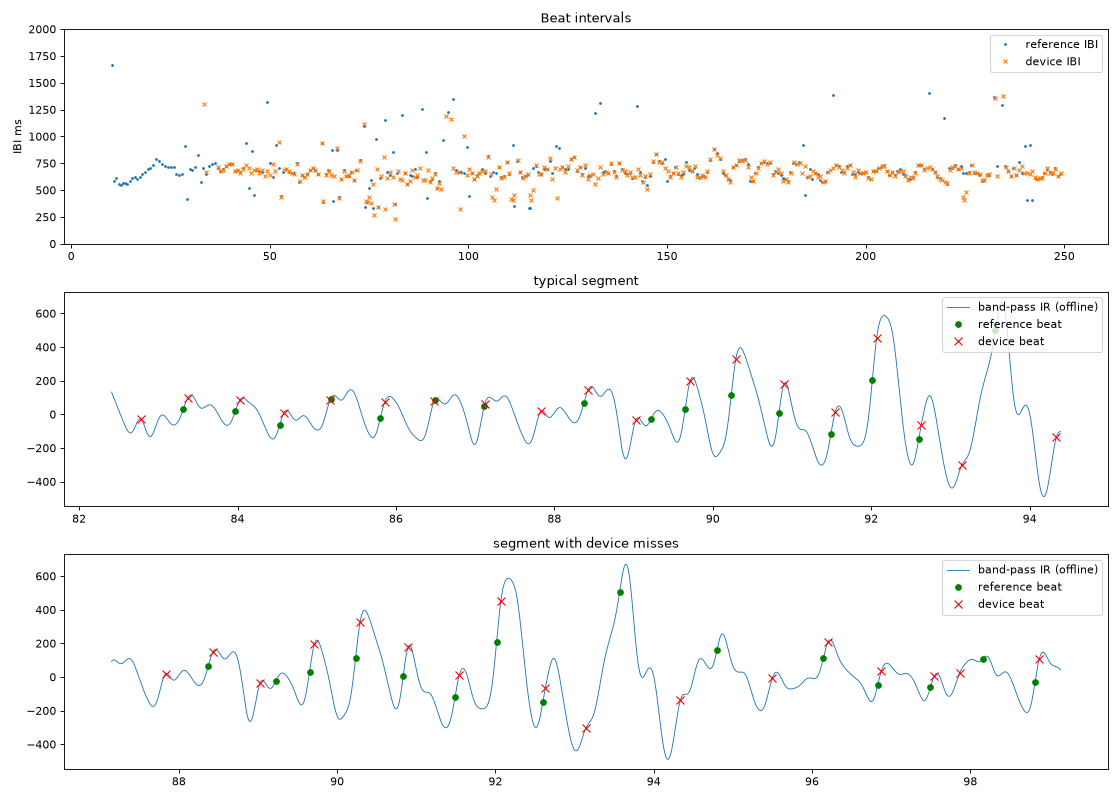 Beat intervals
IBI ms
2000
1750
1500
1250
1000
750
500
250
0
reference IBI
device IBI
0 50 100 150 200 250
typical segment
600
400
200
0
−200
−400
band-pass IR (offline)
reference beat
device beat
82 84 86 88 90 92 94
segment with device misses
600
400
200
0
−200
−400
band-pass IR (offline)
reference beat
device beat
88 90 92 94 96 98